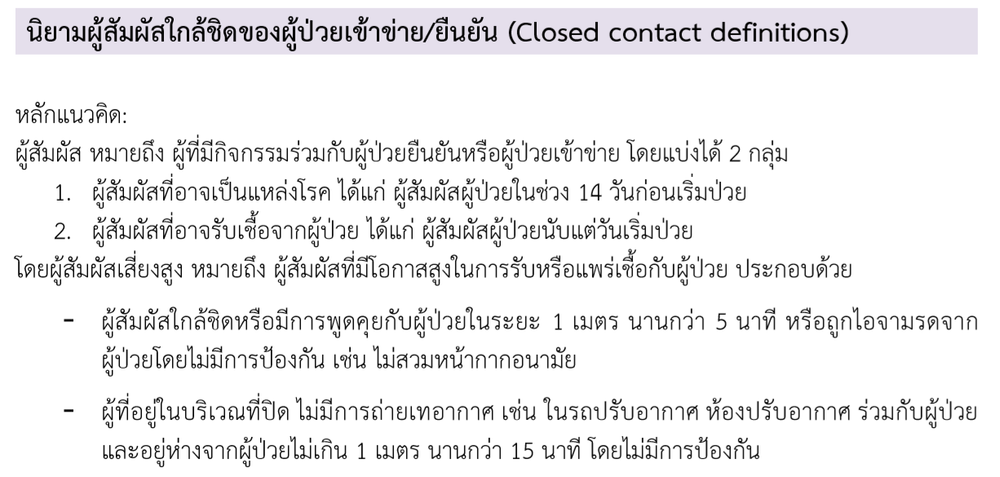 นิยามผู้สัมผัสใกล้ชิดของผู้ป่วยเข้าข่าย/ยืนยัน (Closed contact definitions)
หลักแนวคิด:
ผู้สัมผัส หมายถึง ผู้ที่มีกิจกรรมร่วมกับผู้ป่วยยืนยันหรือผู้ป่วยเข้าข่าย โดยแบ่งได้ 2 กลุ่ม
1. ผู้สัมผัสที่อาจเป็นแหล่งโรค ได้แก่ ผู้สัมผัสผู้ป่วยในช่วง 14 วันก่อนเริ่มป่วย
2. ผู้สัมผัสที่อาจรับเชื้อจากผู้ป่วย ได้แก่ ผู้สัมผัสผู้ป่วยนับแต่วันเริ่มป่วย
โดยผู้สัมผัสเสี่ยงสูง หมายถึง ผู้สัมผัสที่มีโอกาสสูงในการรับหรือแพร่เชื้อกับผู้ป่วย ประกอบด้วย
- ผู้สัมผัสใกล้ชิดหรือมีการพูดคุยกับผู้ป่วยในระยะ 1 เมตร นานกว่า 5 นาที หรือถูกไอจามรดจาก
ผู้ป่วยโดยไม่มีการป้องกัน เช่น ไม่สวมหน้ากากอนามัย
- ผู้ที่อยู่ในบริเวณที่ปิด ไม่มีการถ่ายเทอากาศ เช่น ในรถปรับอากาศ ห้องปรับอากาศ ร่วมกับผู้ป่วย
และอยู่ห่างจากผู้ป่วยไม่เกิน 1 เมตร นานกว่า 15 นาที โดยไม่มีการป้องกัน